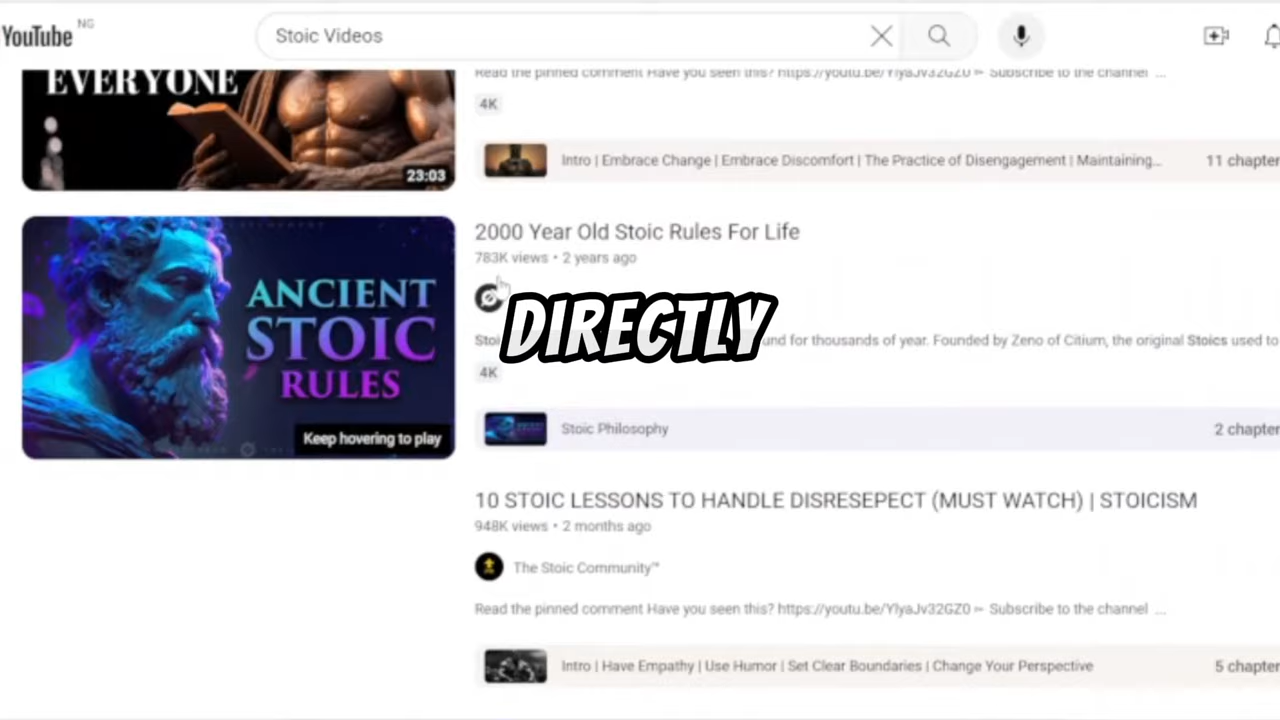 YouTube NG
Stoic Videos
EVERYONE
23:03
Read the pinned comment Have you seen this? https://youtu.be/YlyaJv32GZ0 ⊨ Subscribe to the channel ...
4K
Intro | Embrace Change | Embrace Discomfort | The Practice of Disengagement | Maintaining...
11 chapter
ANCIENT
STOIC
RULES
Keep hovering to play
2000 Year Old Stoic Rules For Life
783K views • 2 years ago
DIRECTLY
Stoi und for thousands of year. Founded by Zeno of Citium, the original Stoics used to
4K
Stoic Philosophy
2 chapter
10 STOIC LESSONS TO HANDLE DISRESEPECT (MUST WATCH) | STOICISM
948K views • 2 months ago
The Stoic Community™
Read the pinned comment Have you seen this? https://youtu.be/YlyaJv32GZ0 ⊨ Subscribe to the channel ...
Intro | Have Empathy | Use Humor | Set Clear Boundaries | Change Your Perspective
5 chapter